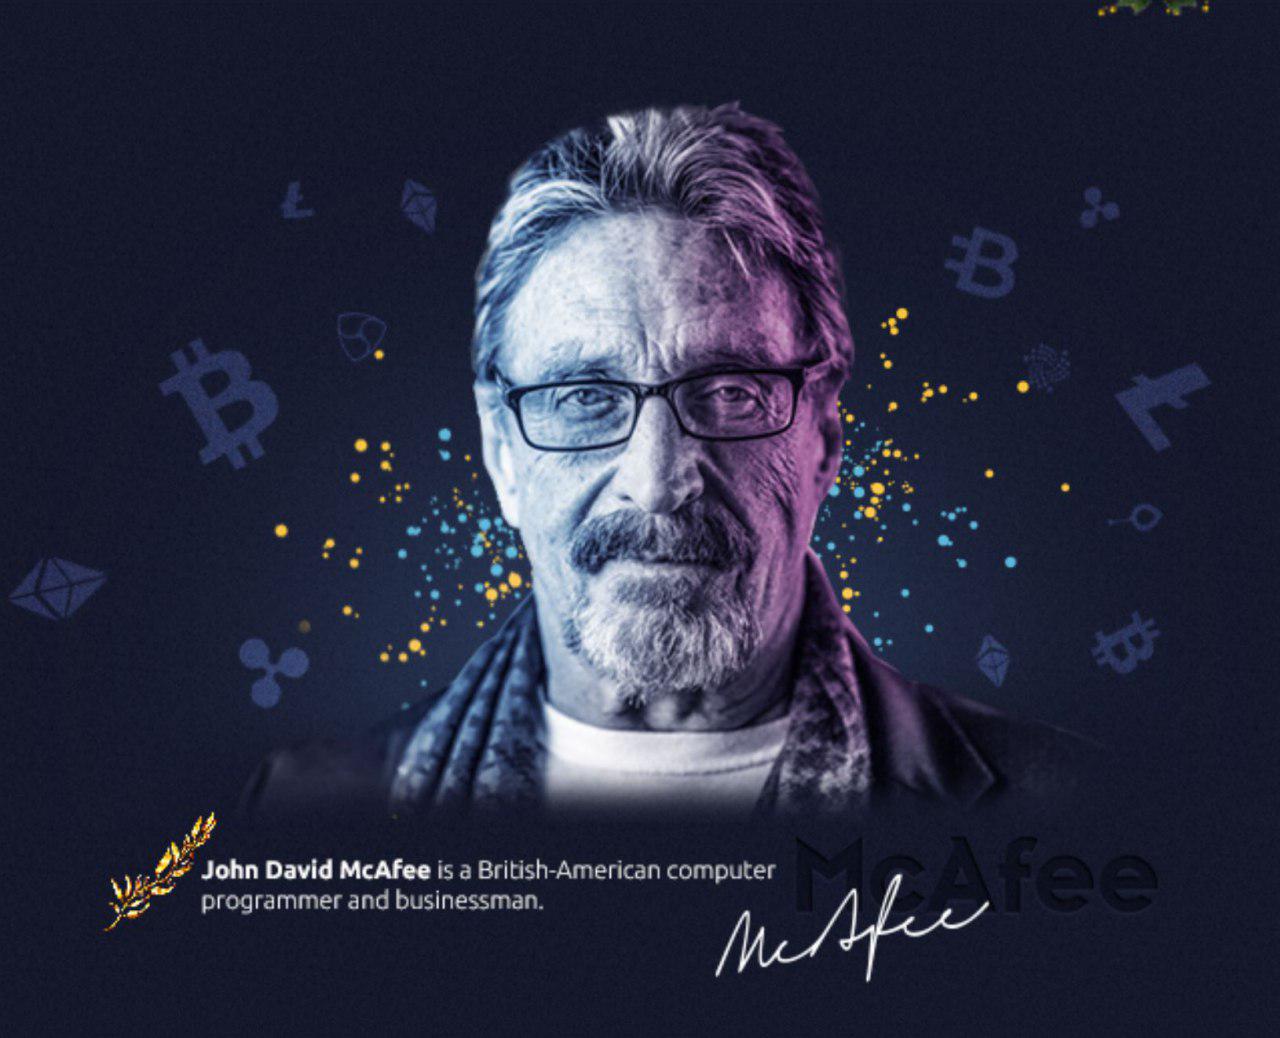 John David McAfee is a British-American computer
programmer and businessman.
McAfee
McAfee